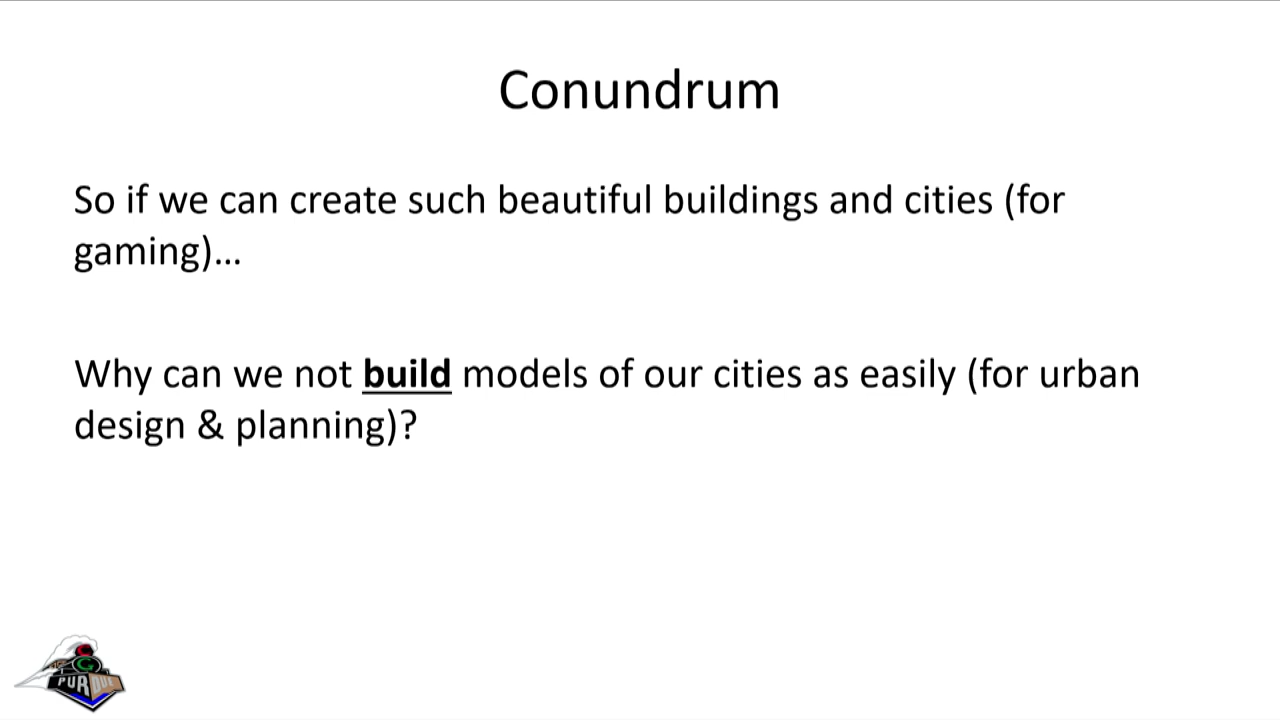 Conundrum
So if we can create such beautiful buildings and cities (for
gaming)...
Why can we not build models of our cities as easily (for urban
design & planning)?
PURDUE